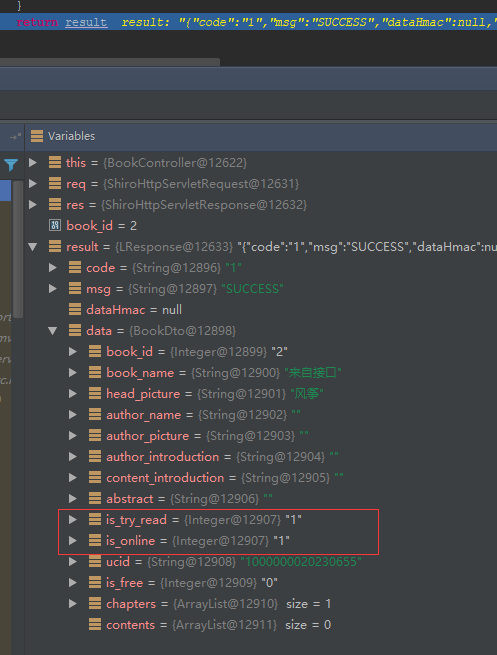 }
return result result: "{"code":"1","msg":"SUCCESS","dataHmac":null,"
Variables
this = {BookController@12622}
req = {ShiroHttpServletRequest@12631}
res = {ShiroHttpServletResponse@12632}
book_id = 2
result = {LResponse@12633} "{"code":"1","msg":"SUCCESS","dataHmac":nu
code = {String@12896} "1"
msg = {String@12897} "SUCCESS"
dataHmac = null
data = {BookDto@12898}
book_id = {Integer@12899} "2"
book_name = {String@12900} "来自接口"
head_picture = {String@12901} "风筝"
author_name = {String@12902} ""
author_picture = {String@12903} ""
author_introduction = {String@12904} ""
content_introduction = {String@12905} ""
abstract = {String@12906} ""
is_try_read = {Integer@12907} "1"
is_online = {Integer@12907} "1"
ucid = {String@12908} "1000000020230655"
is_free = {Integer@12909} "0"
chapters = {ArrayList@12910} size = 1
contents = {ArrayList@12911} size = 0